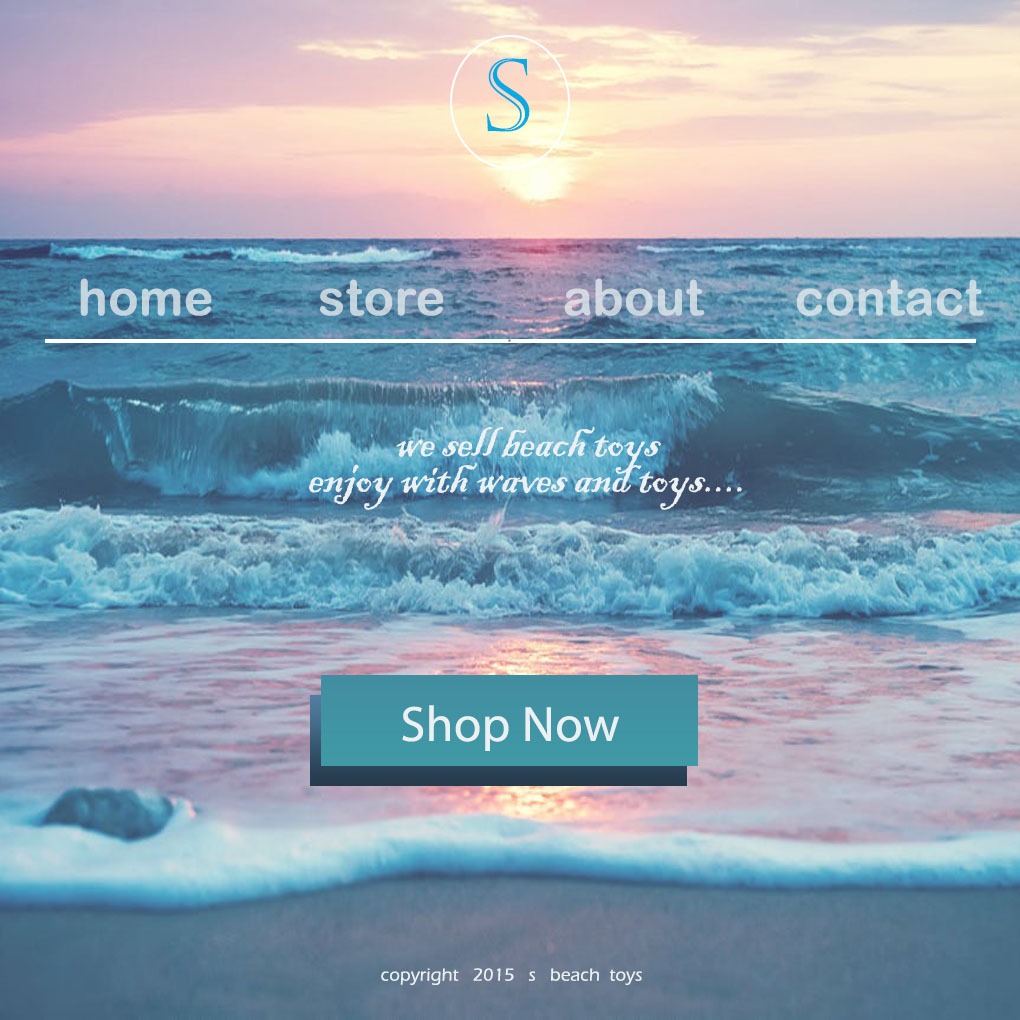 S
home store about contact
we sell beach toys
enjoy with waves and toys....
Shop Now
copyright 2015 s beach toys